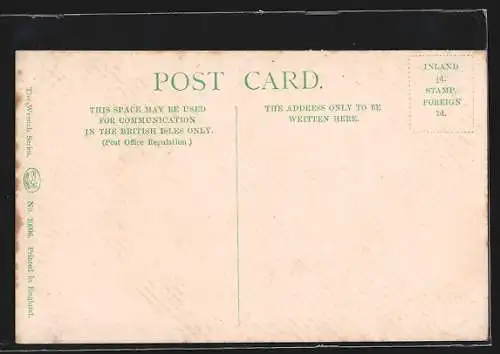 POST CARD.
THIS SPACE MAY BE USED
FOR COMMUNICATION
IN THE BRITISH ISLES ONLY.
(Post Office Regulation.)
THE ADDRESS ONLY TO BE
WRITTEN HERE.
INLAND
½d.
STAMP,
FOREIGN
1d.
The Wrench Series.
No. Printed in England.